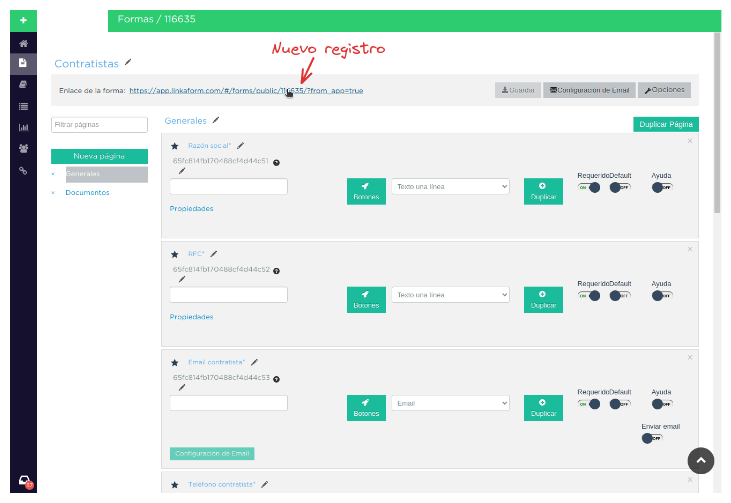 Formas / 116635
Nuevo registro
Contratistas
Enlace de la forma: https://app.linkaform.com/#/forms/public/116635/?from_app=true
Guardar
Configuración de Email
Opciones
Filtrar páginas
Generales
Duplicar Página
Nueva página
Generales
Documentos
Razón social*
65fc814fb170488cf4d44c51
Botones
Texto una línea
Duplicar
Requerido
Default
Ayuda
ON
OFF
OFF
Propiedades
RFC*
65fc814fb170488cf4d44c52
Botones
Texto una línea
Duplicar
Requerido
Default
Ayuda
ON
OFF
OFF
Propiedades
Email contratista*
65fc814fb170488cf4d44c53
Botones
Email
Duplicar
Requerido
Default
Ayuda
ON
OFF
OFF
Enviar email
OFF
Configuración de Email
Teléfono contratista*